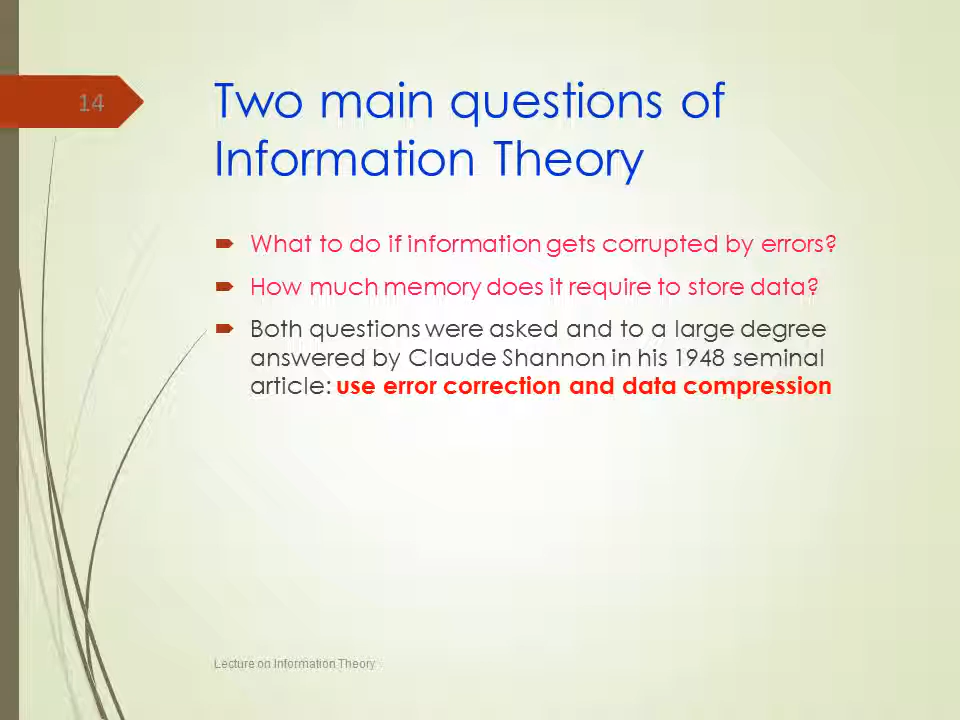 14
Two main questions of
Information Theory
What to do if information gets corrupted by errors?
How much memory does it require to store data?
Both questions were asked and to a large degree
answered by Claude Shannon in his 1948 seminal
article: use error correction and data compression
Lecture on Information Theory